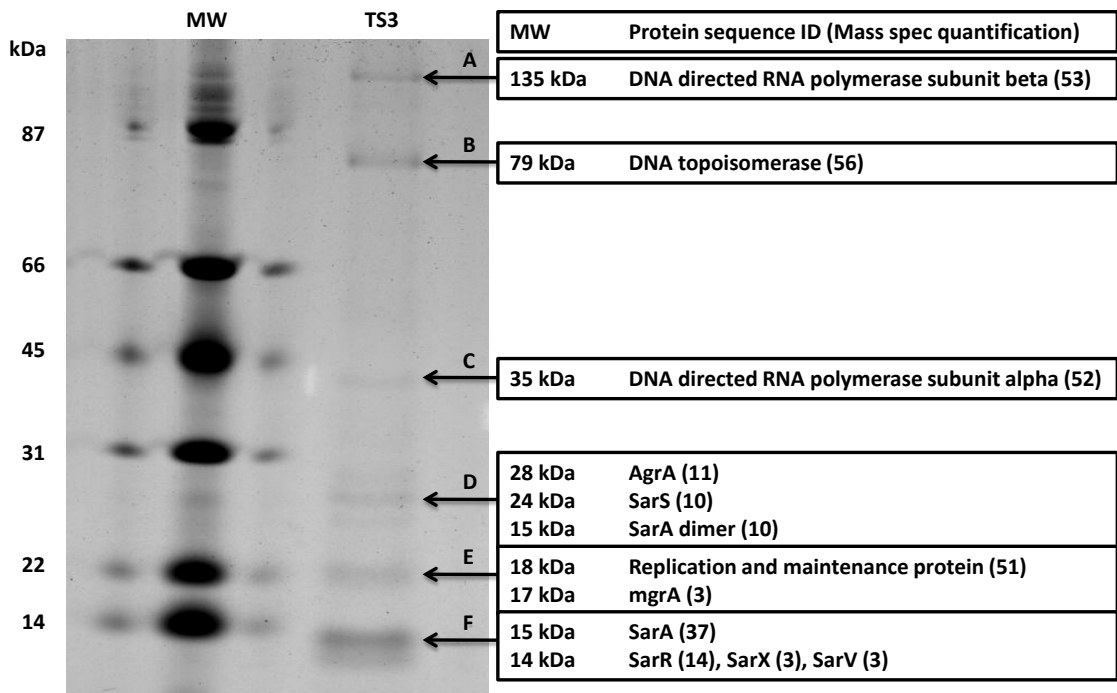 MW TS3
kDa
87
66
45
31
22
14
A
B
C
D
E
F
MW Protein sequence ID (Mass spec quantification)
135 kDa DNA directed RNA polymerase subunit beta (53)
79 kDa DNA topoisomerase (56)
35 kDa DNA directed RNA polymerase subunit alpha (52)
28 kDa AgrA (11)
24 kDa SarS (10)
15 kDa SarA dimer (10)
18 kDa Replication and maintenance protein (51)
17 kDa mgrA (3)
15 kDa SarA (37)
14 kDa SarR (14), SarX (3), SarV (3)